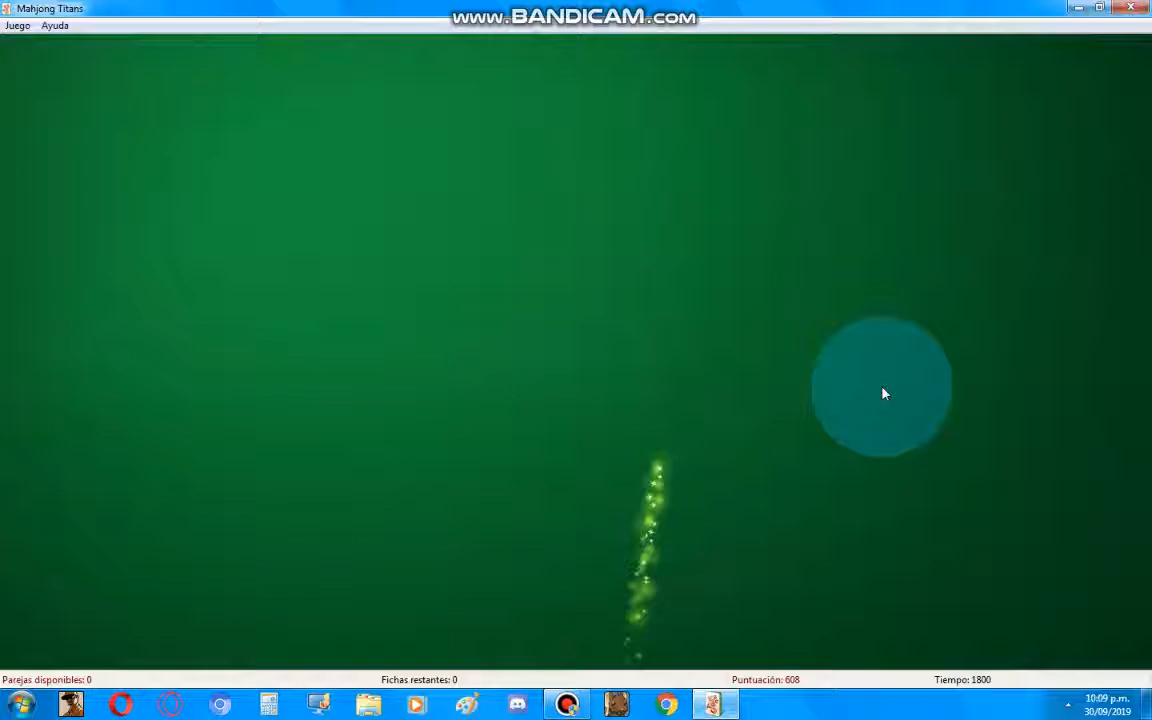 Mahjong Titans
www.BANDICAM.com
Juego Ayuda
Parejas disponibles: 0 Fichas restantes: 0 Puntuación: 608 Tiempo: 1800
10:09 p.m.
30/09/2019